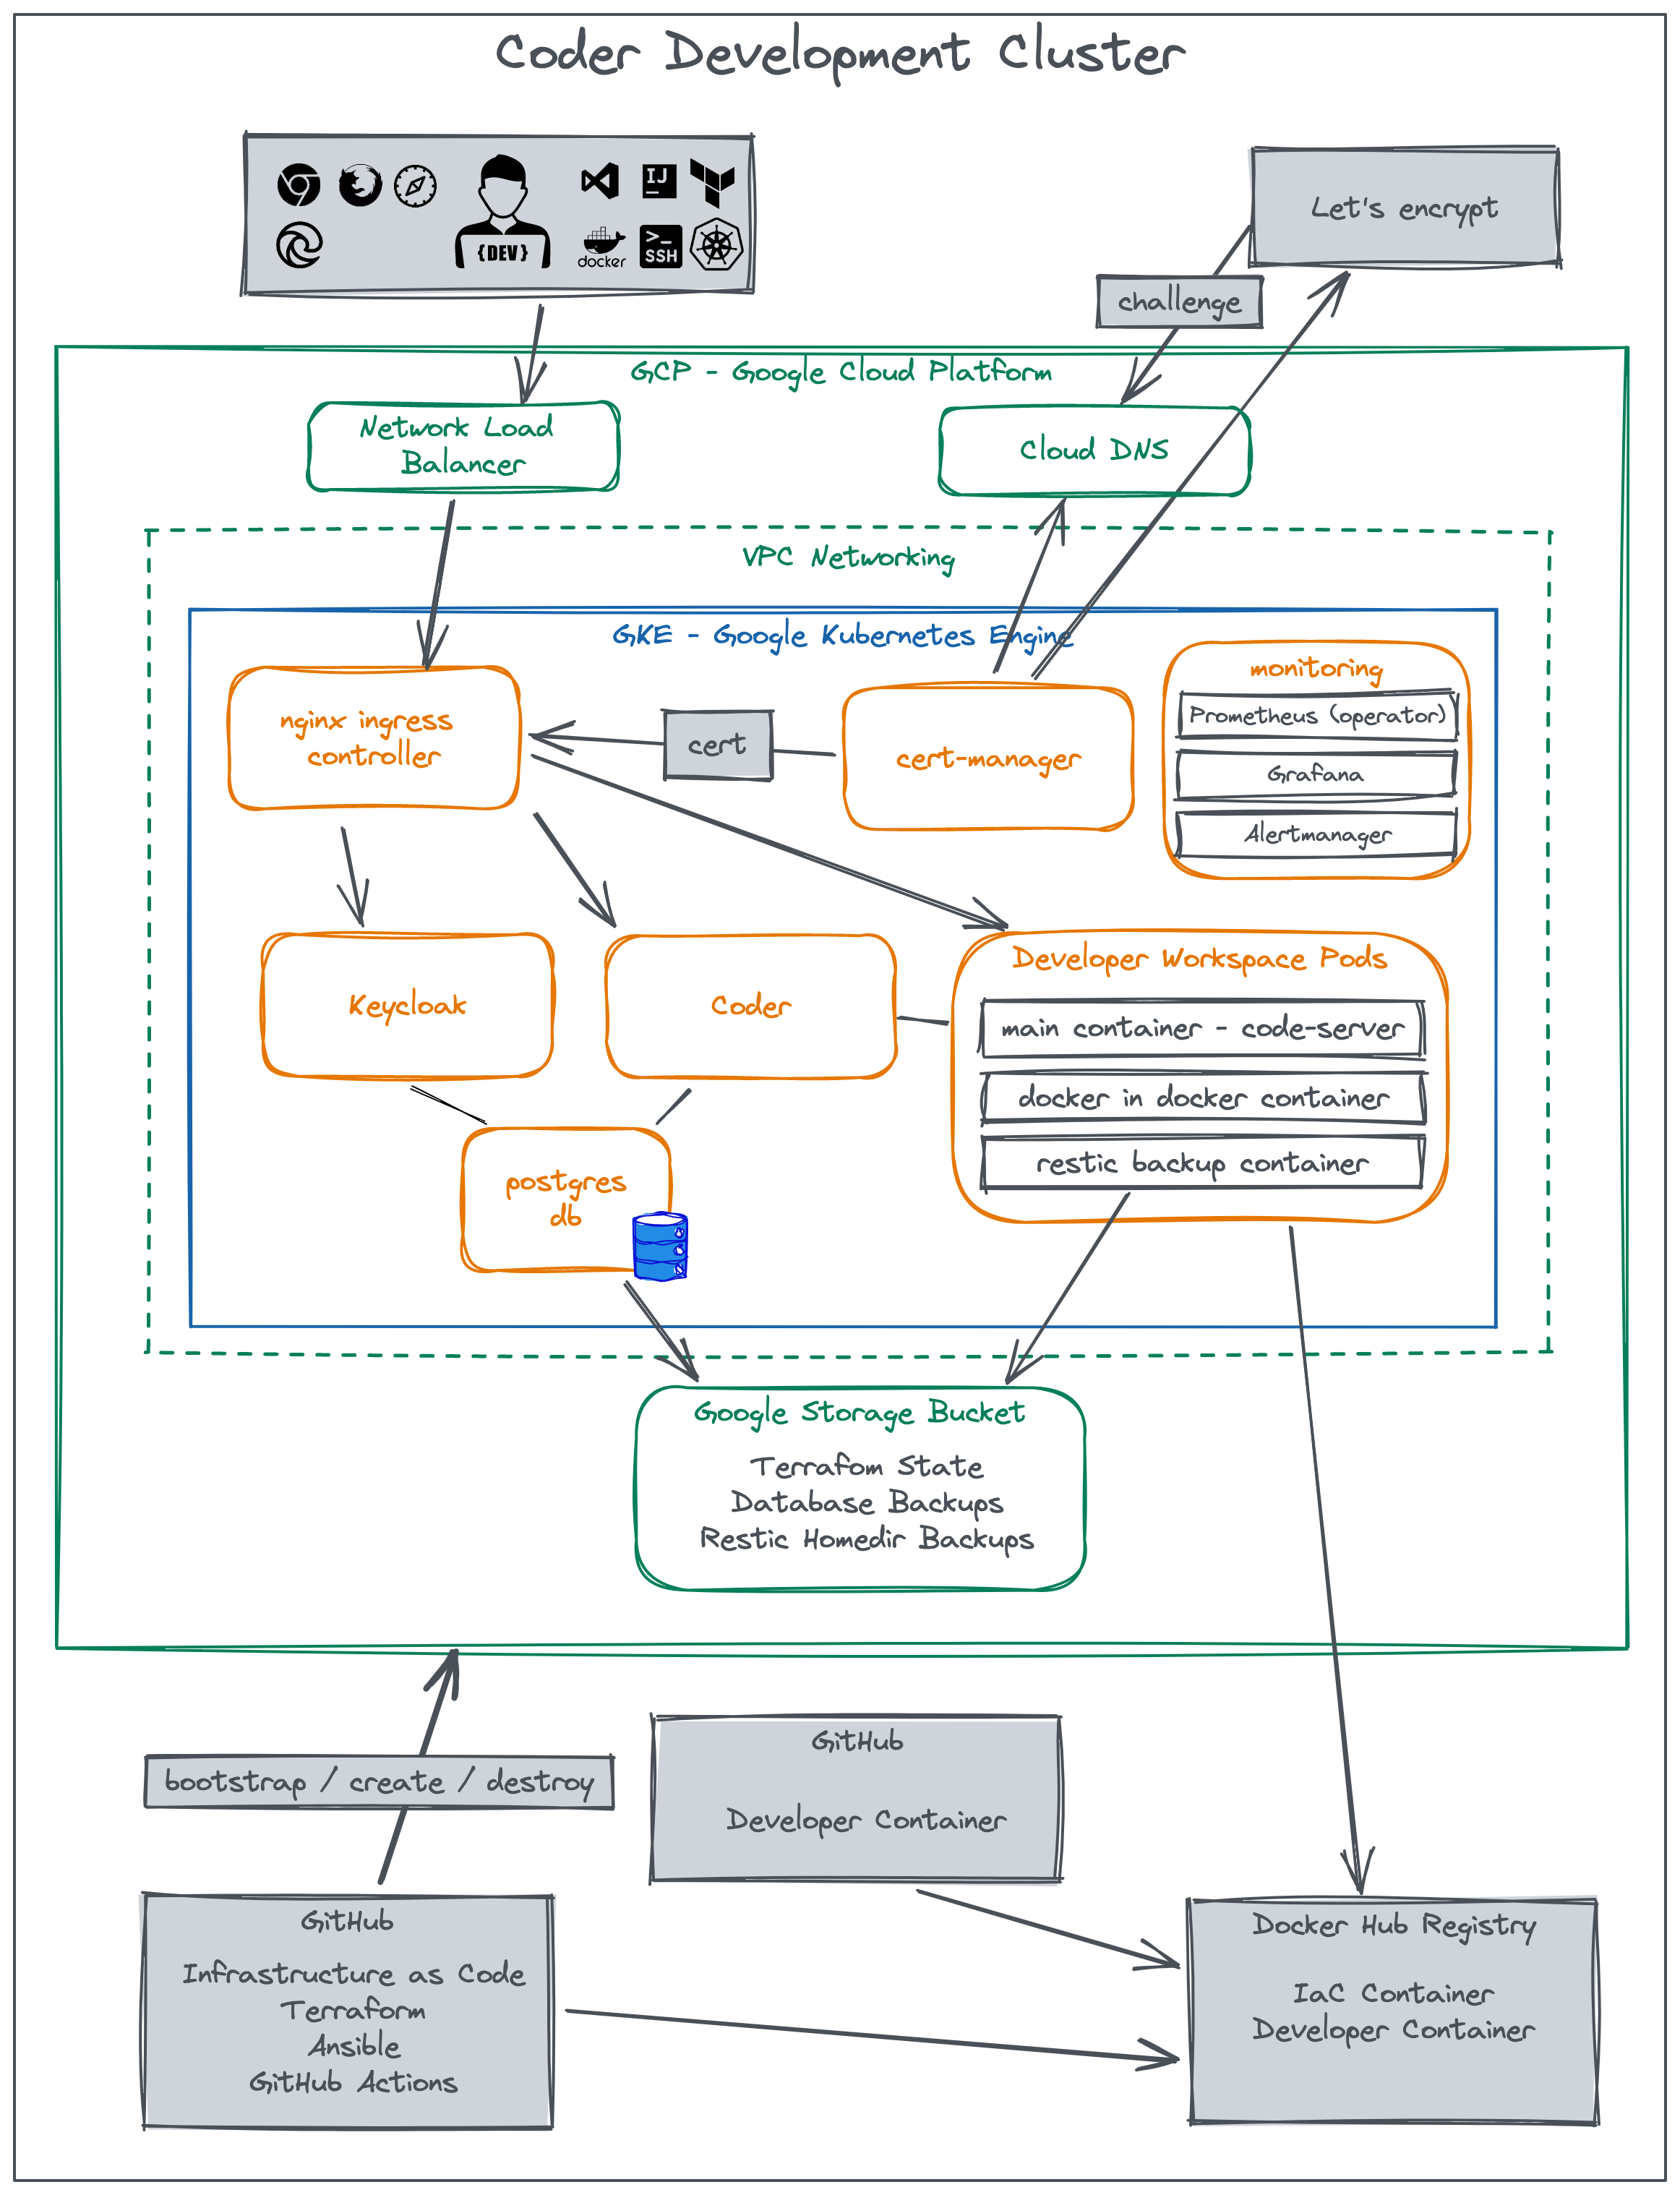 Coder Development Cluster
{DEV}
IJ
docker
>_
SSH
Let's encrypt
challenge
GCP - Google Cloud Platform
Network Load
Balancer
Cloud DNS
VPC Networking
GKE - Google Kubernetes Engine
nginx ingress
controller
cert
cert-manager
monitoring
Prometheus (operator)
Grafana
Alertmanager
Keycloak
Coder
Developer Workspace Pods
main container - code-server
docker in docker container
restic backup container
postgres
db
Google Storage Bucket
Terrafom State
Database Backups
Restic Homedir Backups
bootstrap / create / destroy
GitHub
Developer Container
GitHub
Infrastructure as Code
Terraform
Ansible
GitHub Actions
Docker Hub Registry
IaC Container
Developer Container